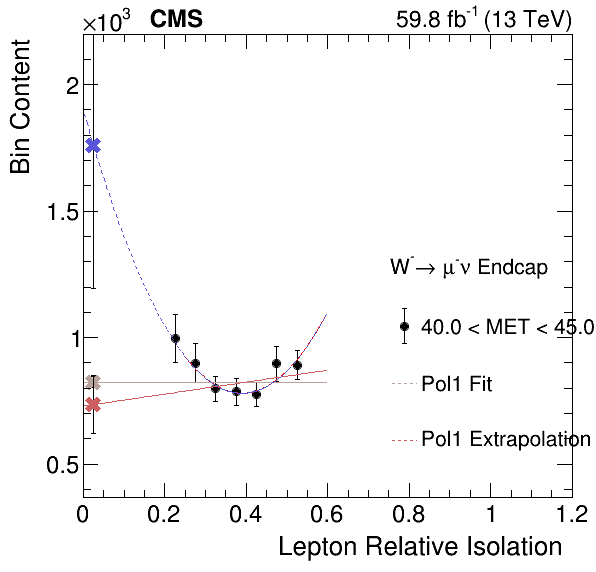 ×10³ CMS 59.8 fb⁻¹ (13 TeV)
Bin Content
2
1.5
1
0.5
W⁻→ μ⁻ν Endcap
40.0 < MET < 45.0
Pol1 Fit
Pol1 Extrapolation
0 0.2 0.4 0.6 0.8 1 1.2
Lepton Relative Isolation